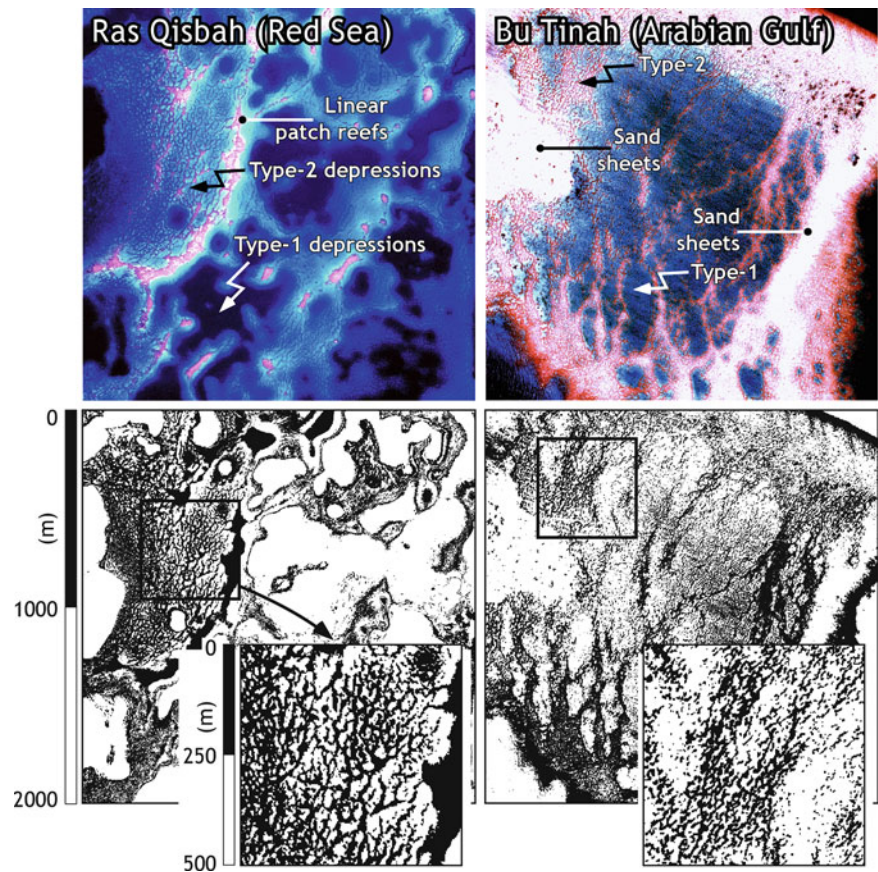 Ras Qisbah (Red Sea)
Linear
patch reefs
Type-2 depressions
Type-1 depressions
Bu Tinah (Arabian Gulf)
Type-2
Sand
sheets
Sand
sheets
Type-1
0
(m)
1000
2000
0
(m)
250
500